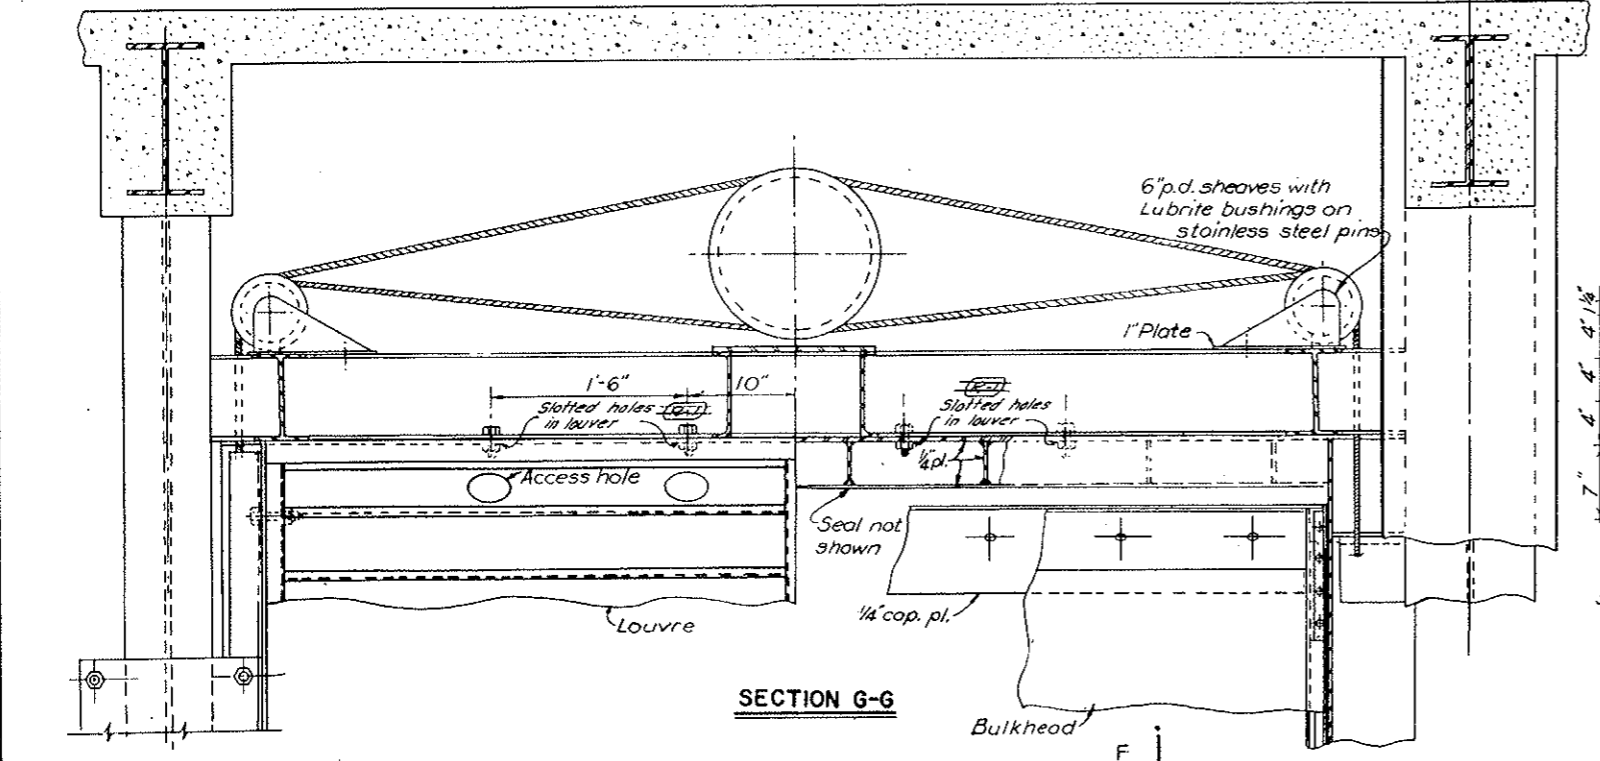 6"p.d. sheaves with
Lubrite bushings on
stainless steel pins
1"Plate
1'-6"
10"
Slotted holes
in louver
Slotted holes
in louver
1/4"pl.
Access hole
Seal not
shown
1/4" cap. pl.
Louvre
Bulkhead
SECTION G-G
F
7"
4"
4"
4 1/4"